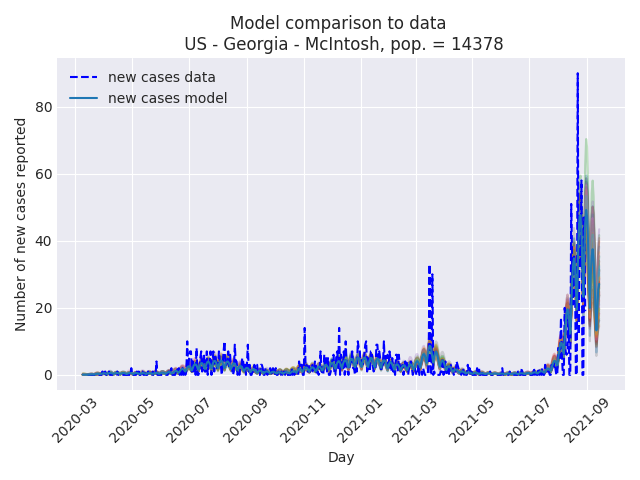 Model comparison to data
US - Georgia - McIntosh, pop. = 14378
new cases data
new cases model
Number of new cases reported
80
60
40
20
0
2020-03
2020-05
2020-07
2020-09
2020-11
2021-01
2021-03
2021-05
2021-07
2021-09
Day